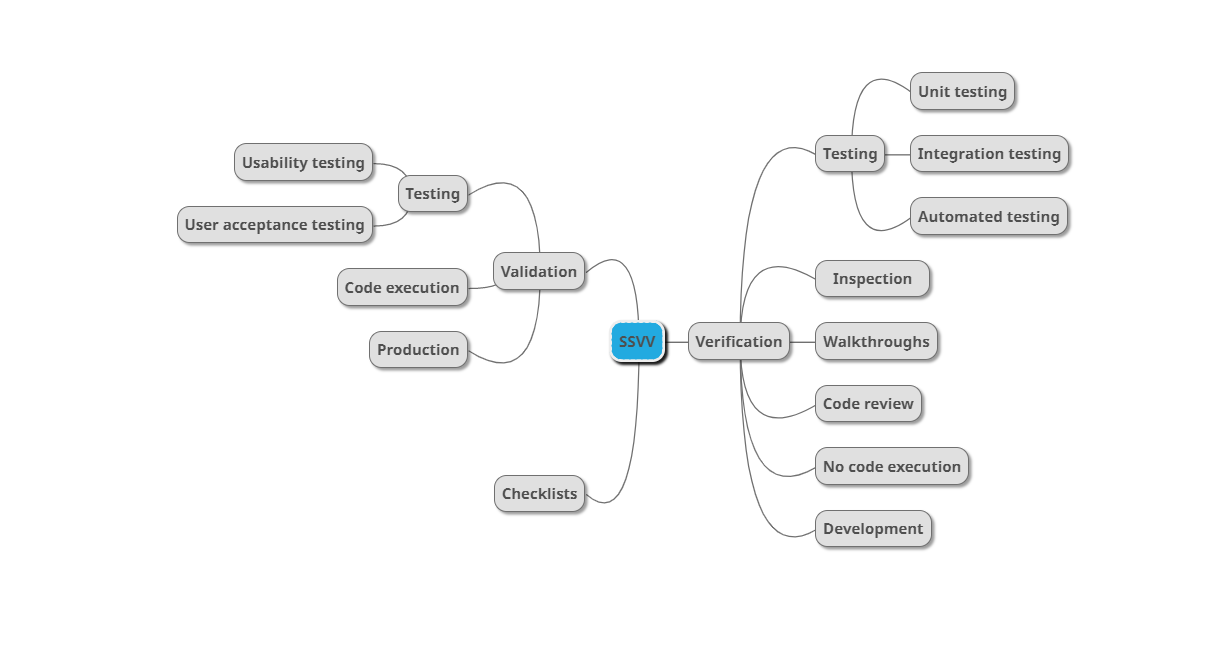 SSVV
Verification
Testing
Unit testing
Integration testing
Automated testing
Inspection
Walkthroughs
Code review
No code execution
Development
Validation
Testing
Usability testing
User acceptance testing
Code execution
Production
Checklists